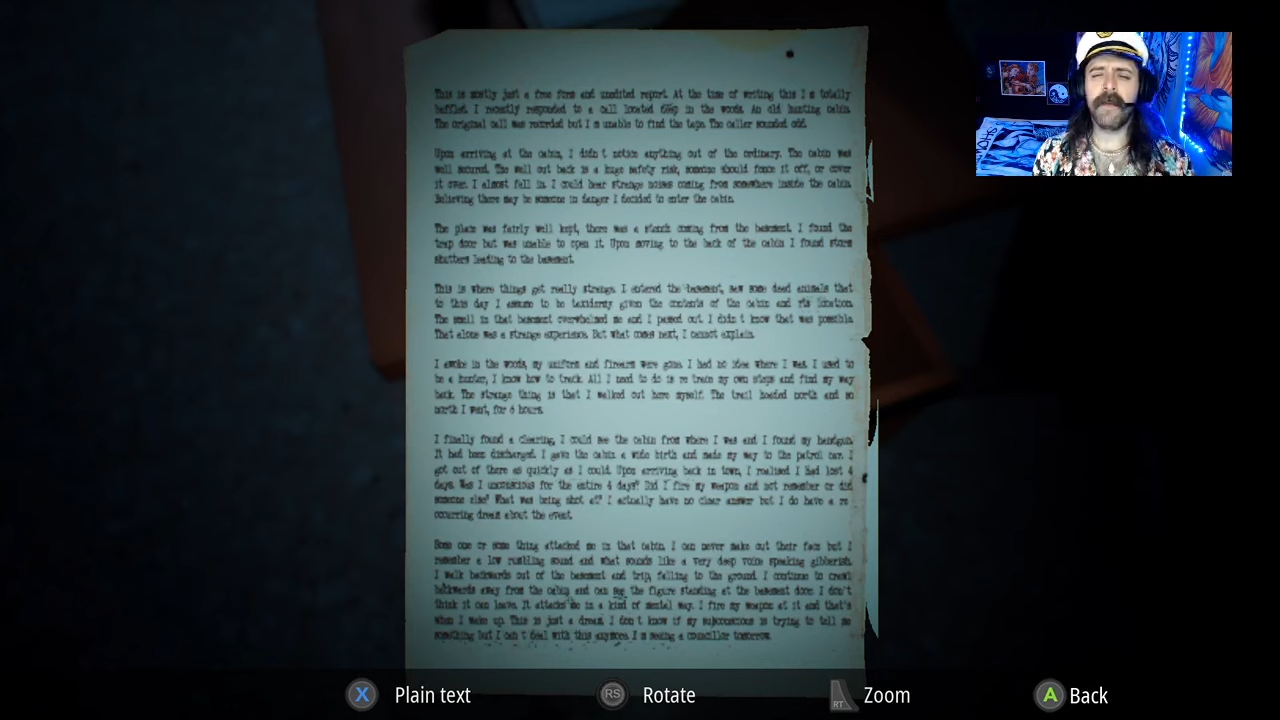 This is mostly just a free form and unedited report. At the time of writing this I m totally
baffled. I recently responded to a call located deep in the woods. An old hunting cabin.
The original call was recorded but I m unable to find the tape. The caller sounded odd.
Upon arriving at the cabin, I didn t notice anything out of the ordinary. The cabin was
well secured. The well out back is a huge safety risk, someone should fence it off, or cover
it over. I almost fell in. I could hear strange noises coming from somewhere inside the cabin.
Believing there may be someone in danger I decided to enter the cabin.
The place was fairly well kept, there was a stench coming from the basement. I found the
trap door but was unable to open it. Upon moving to the back of the cabin I found storm
shutters leading to the basement.
This is where things get really strange. I entered the basement, saw some dead animals that
to this day I assume to be taxidermy given the contents of the cabin and its location.
The smell in that basement overwhelmed me and I passed out. I didn t know that was possible.
That alone was a strange experience. But what comes next, I cannot explain.
I awoke in the woods, my uniform and firearm were gone. I had no idea where I was. I used to
be a hunter, I know how to track. All I need to do is re trace my own steps and find my way
back. The strange thing is that I walked out here myself. The trail headed north and so
north I went, for 6 hours.
I finally found a clearing, I could see the cabin from where I was and I found my handgun.
It had been discharged. I gave the cabin a wide birth and made my way to the patrol car. I
got out of there as quickly as I could. Upon arriving back in town, I realised I had lost 4
days. Was I unconscious for the entire 4 days? Did I fire my weapon and not remember or did
someone else? What was being shot at? I actually have no clear answer but I do have a re
occurring dream about the event.
Some one or some thing attacked me in that cabin. I can never make out their face but I
remember a low rumbling sound and what sounds like a very deep voice speaking gibberish.
I walk backwards out of the basement and trip, falling to the ground. I continue to crawl
backwards away from the cabin and can see the figure standing at the basement door. I don't
think it can leave. It attacks me in a kind of mental way. I fire my weapon at it and that's
when I wake up. This is just a dream. I don t know if my subconscious is trying to tell me
something but I can t deal with this anymore. I m seeing a councillor tomorrow.
X Plain text RS Rotate RT Zoom A Back